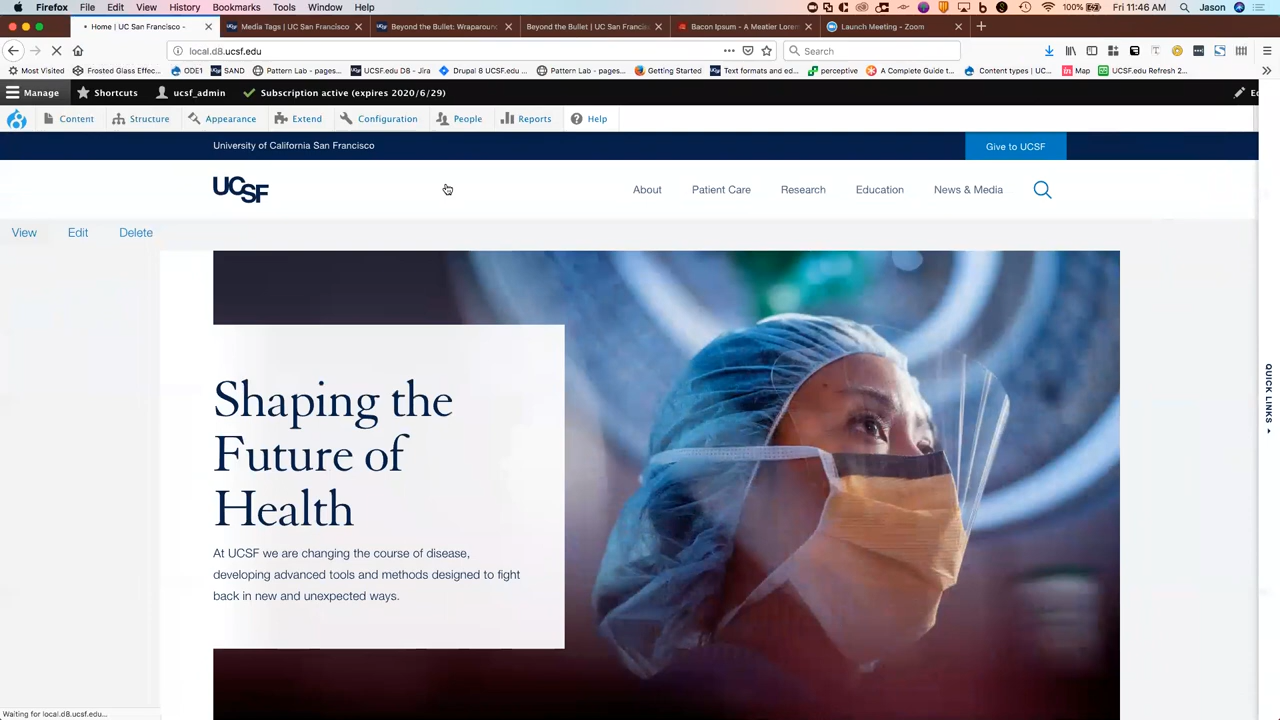 Firefox File Edit View History Bookmarks Tools Window Help 100% Fri 11:46 AM Jason
Home | UC San Francisco - Media Tags | UC San Francisco Beyond the Bullet: Wraparound Beyond the Bullet | UC San Francisc Bacon Ipsum - A Meatier Lorem Launch Meeting - Zoom
local.d8.ucsf.edu Search
Most Visited Frosted Glass Effec... ODE1 SAND Pattern Lab - pages... UCSF.edu D8 - Jira Drupal 8 UCSF.edu ... Pattern Lab - pages... Getting Started Text formats and ed... perceptive A Complete Guide t... Content types | UC... Map UCSF.edu Refresh 2...
Manage Shortcuts ucsf_admin Subscription active (expires 2020/6/29)
Content Structure Appearance Extend Configuration People Reports Help
University of California San Francisco Give to UCSF
UCSF About Patient Care Research Education News & Media
View Edit Delete
Shaping the
Future of
Health
At UCSF we are changing the course of disease,
developing advanced tools and methods designed to fight
back in new and unexpected ways.
QUICK LINKS
Waiting for local.d8.ucsf.edu...